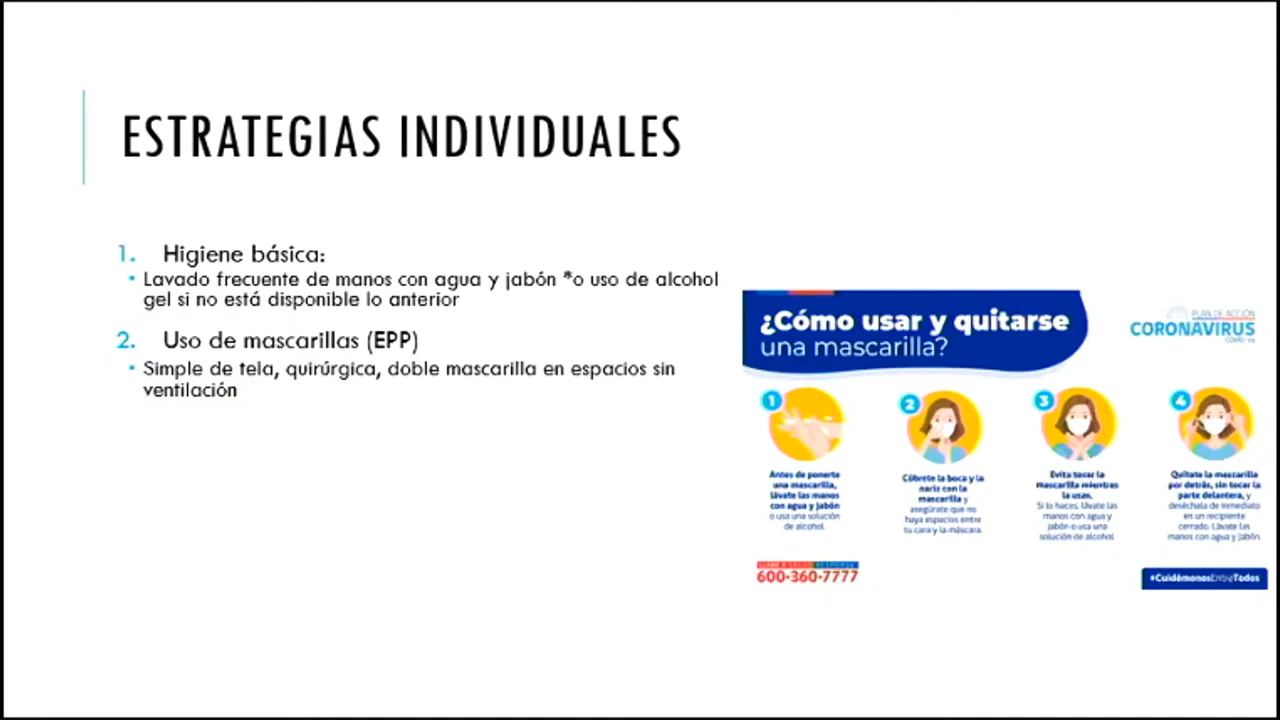 ESTRATEGIAS INDIVIDUALES
1. Higiene básica:
▪ Lavado frecuente de manos con agua y jabón *o uso de alcohol
gel si no está disponible lo anterior
2. Uso de mascarillas (EPP)
▪ Simple de tela, quirúrgica, doble mascarilla en espacios sin
ventilación
¿Cómo usar y quitarse
una mascarilla?
PLAN DE ACCIÓN
CORONAVIRUS
COVID-19
1
Antes de ponerte
una mascarilla,
lávate las manos
con agua y jabón
o usa una solución
de alcohol.
2
Cúbrete la boca y la
nariz con la
mascarilla y
asegúrate que no
haya espacios entre
tu cara y la máscara.
3
Evita tocar la
mascarilla mientras
la usas.
Si lo haces, lávate las
manos con agua y
jabón o usa una
solución de alcohol.
4
Quítate la mascarilla
por detrás, sin tocar la
parte delantera, y
deséchala de inmediato
en un recipiente
cerrado. Lávate las
manos con agua y jabón.
600-360-7777
#CuidémonosEntreTodos